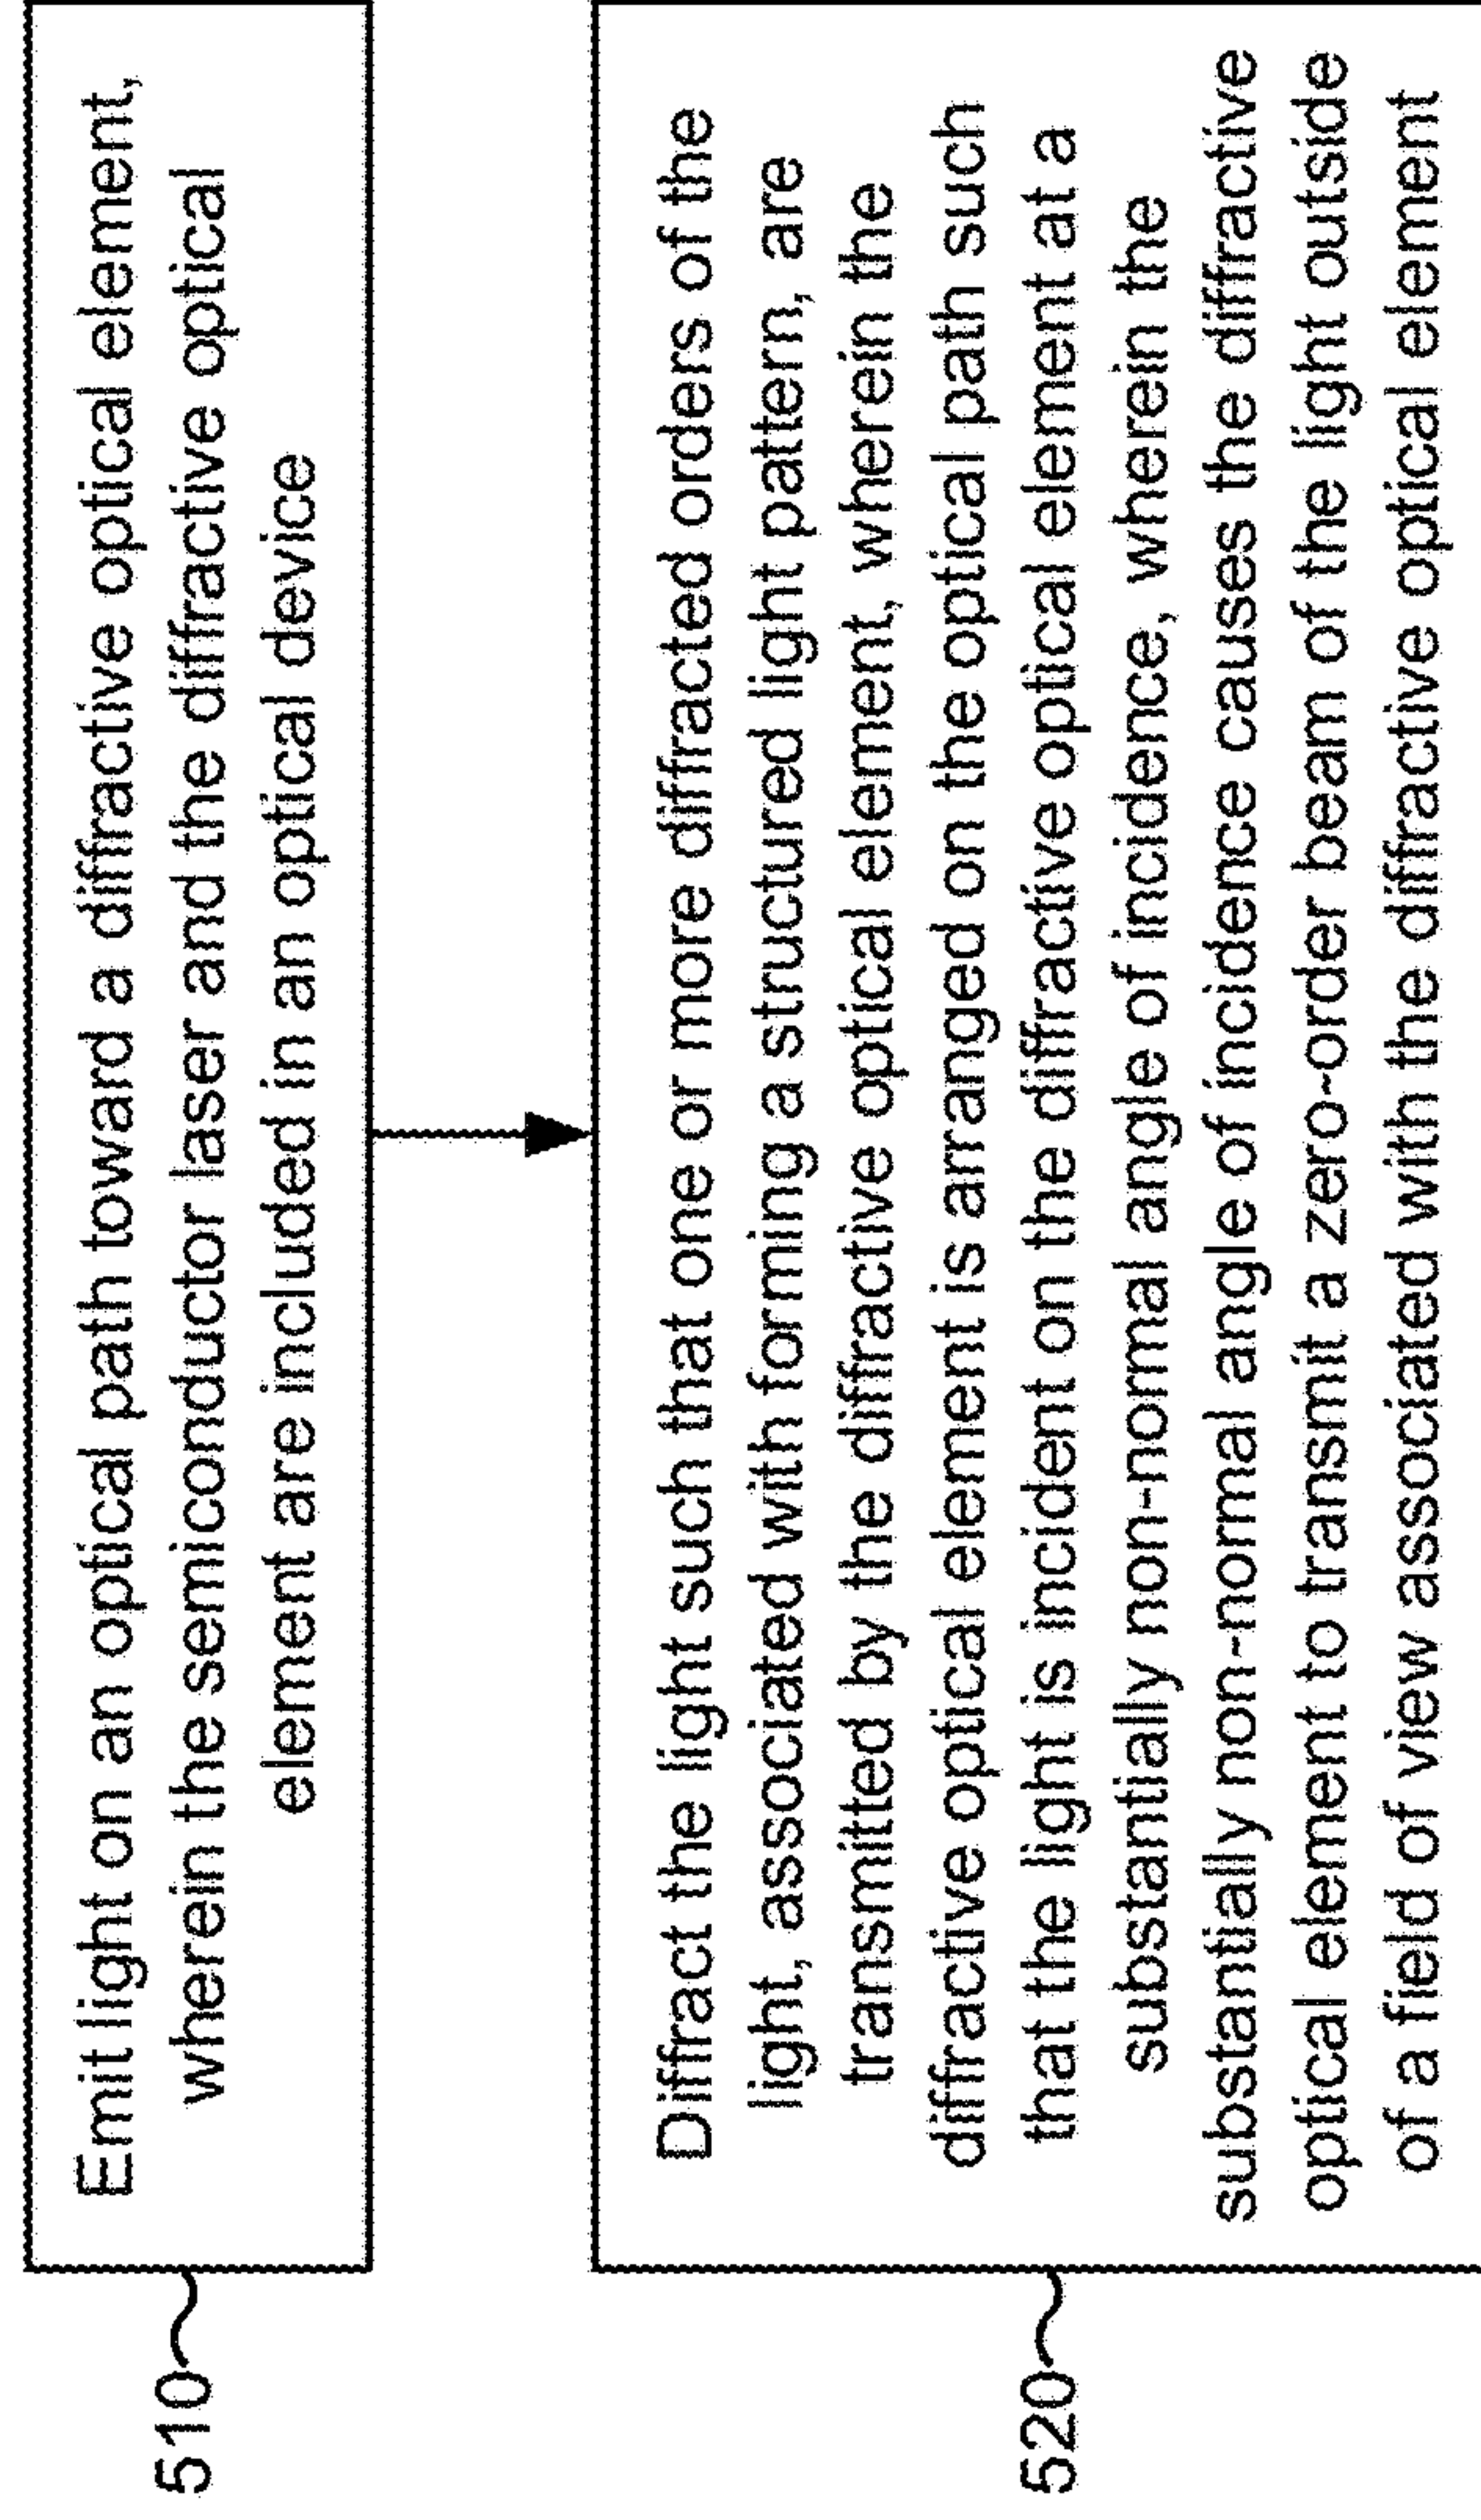 510
Emit light on an optical path toward a diffractive optical element,
wherein the semiconductor laser and the diffractive optical
element are included in an optical device
520
Diffract the light such that one or more diffracted orders of the
light, associated with forming a structured light pattern, are
transmitted by the diffractive optical element, wherein the
diffractive optical element is arranged on the optical path such
that the light is incident on the diffractive optical element at a
substantially non-normal angle of incidence, wherein the
substantially non-normal angle of incidence causes the diffractive
optical element to transmit a zero-order beam of the light outside
of a field of view associated with the diffractive optical element